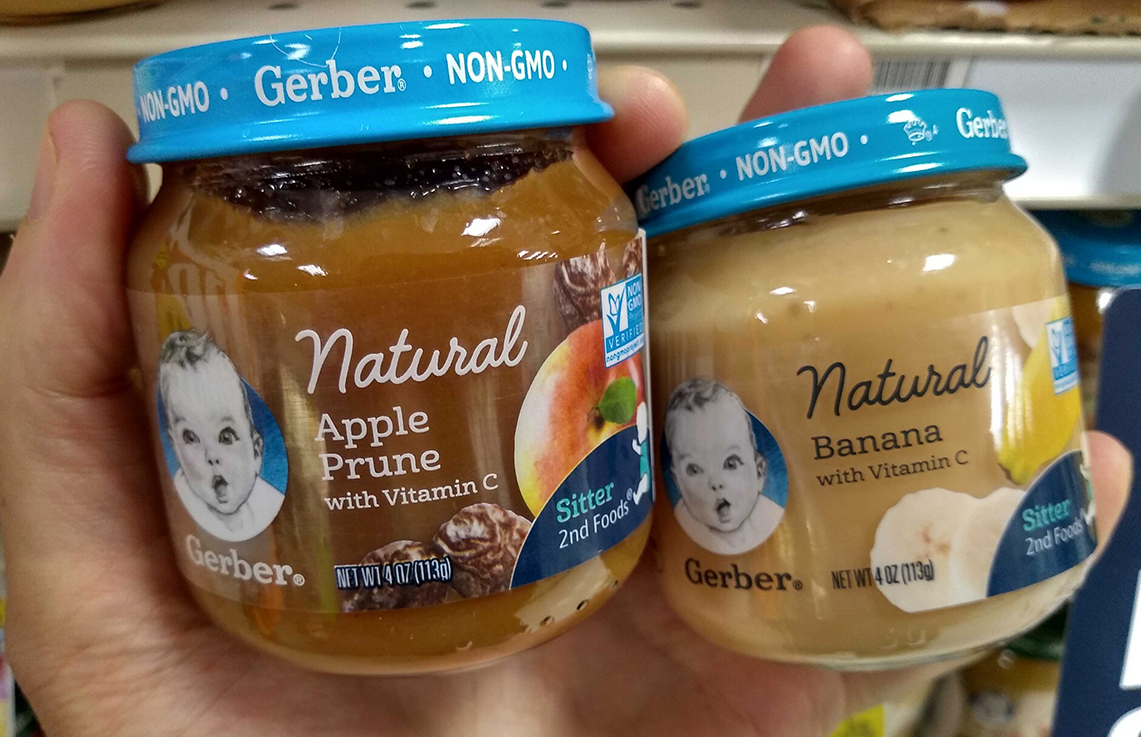 NON-GMO • Gerber® • NON-GMO •
Natural
Apple
Prune
with Vitamin C
NON
GMO
Project
VERIFIED
Sitter
2nd Foods®
Gerber®
NET WT 4 OZ (113g)
Gerber® • NON-GMO • Gerber
Natural
Banana
with Vitamin C
Sitter
2nd Foods®
Gerber®
NET WT 4 OZ (113g)